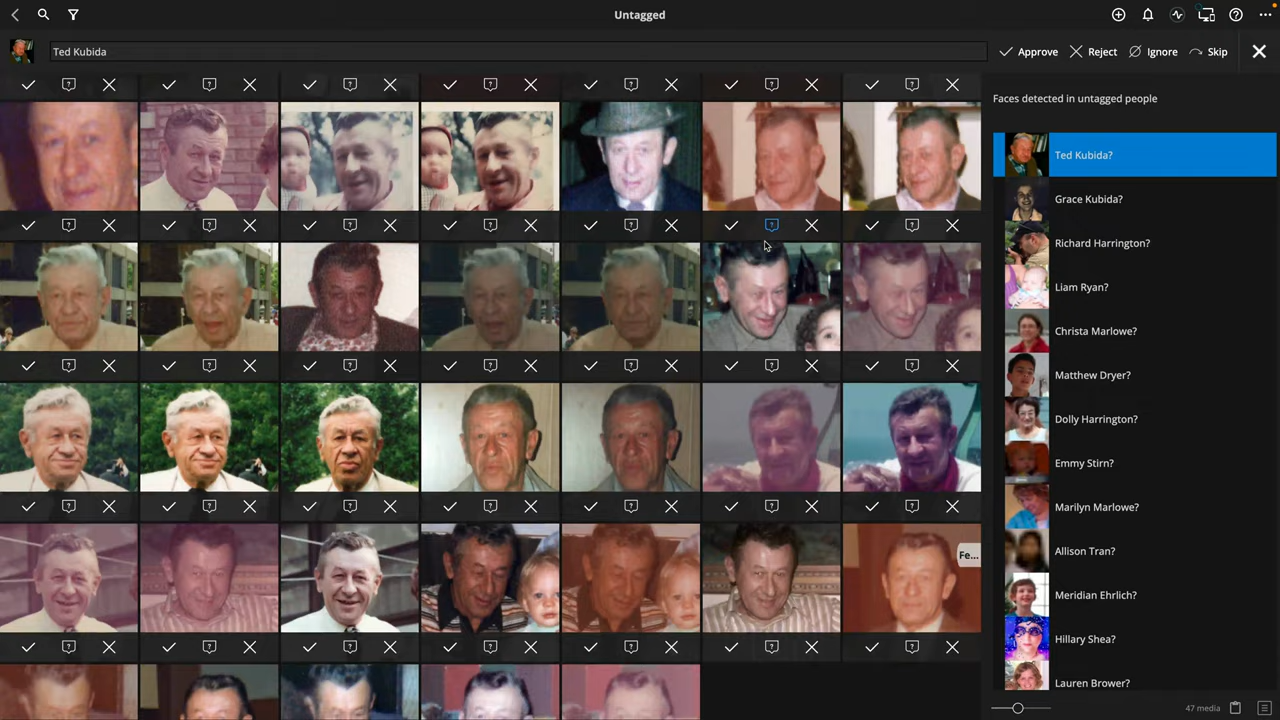 Untagged
Ted Kubida
Approve
Reject
Ignore
Skip
Faces detected in untagged people
Ted Kubida?
Grace Kubida?
Richard Harrington?
Liam Ryan?
Christa Marlowe?
Matthew Dryer?
Dolly Harrington?
Emmy Stirn?
Marilyn Marlowe?
Allison Tran?
Fe...
Meridian Ehrlich?
Hillary Shea?
Lauren Brower?
47 media